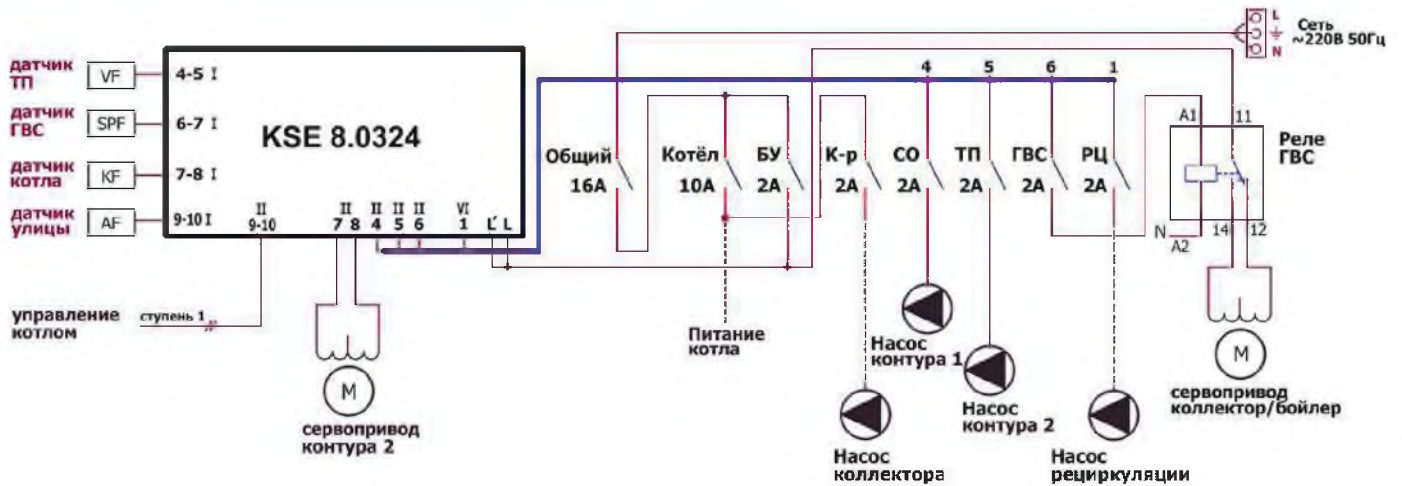 L
Сеть
~220В 50Гц
N
датчик
ТП
VF
4-5 I
датчик
ГВС
SPF
6-7 I
KSE 8.0324
датчик
котла
KF
7-8 I
датчик
улицы
AF
9-10 I
II
9-10
II
7 8
II
4
II
5
II
6
VI
1
L' L
4
5
6
1
Общий
16А
Котёл
10А
БУ
2А
К-р
2А
СО
2А
ТП
2А
ГВС
2А
РЦ
2А
A1
11
Реле
ГВС
N
A2
14
12
управление
котлом
ступень 1
M
сервопривод
контура 2
Питание
котла
Насос
контура 1
Насос
контура 2
Насос
коллектора
Насос
рециркуляции
M
сервопривод
коллектор/бойлер